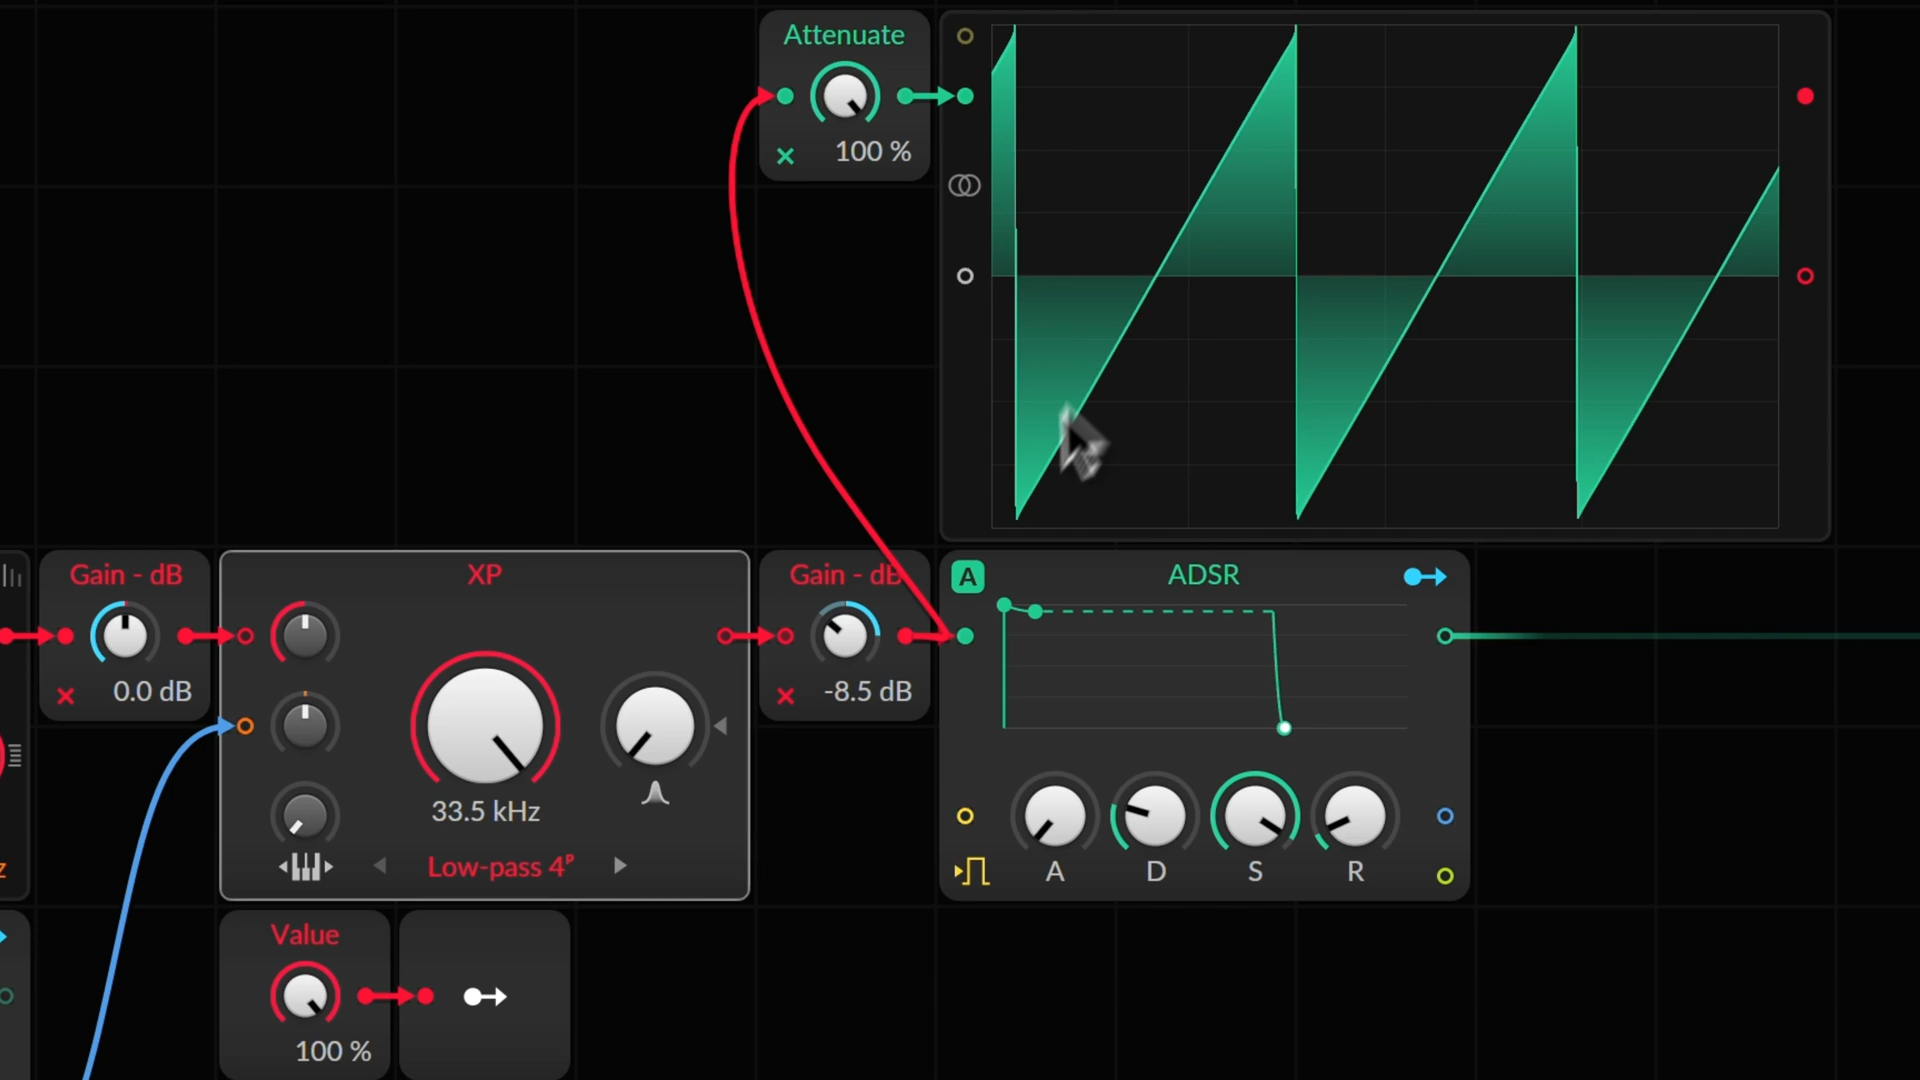 Attenuate
100 %
Gain - dB
0.0 dB
XP
33.5 kHz
Low-pass 4P
Gain - dB
-8.5 dB
A
ADSR
A D S R
z
Value
100 %